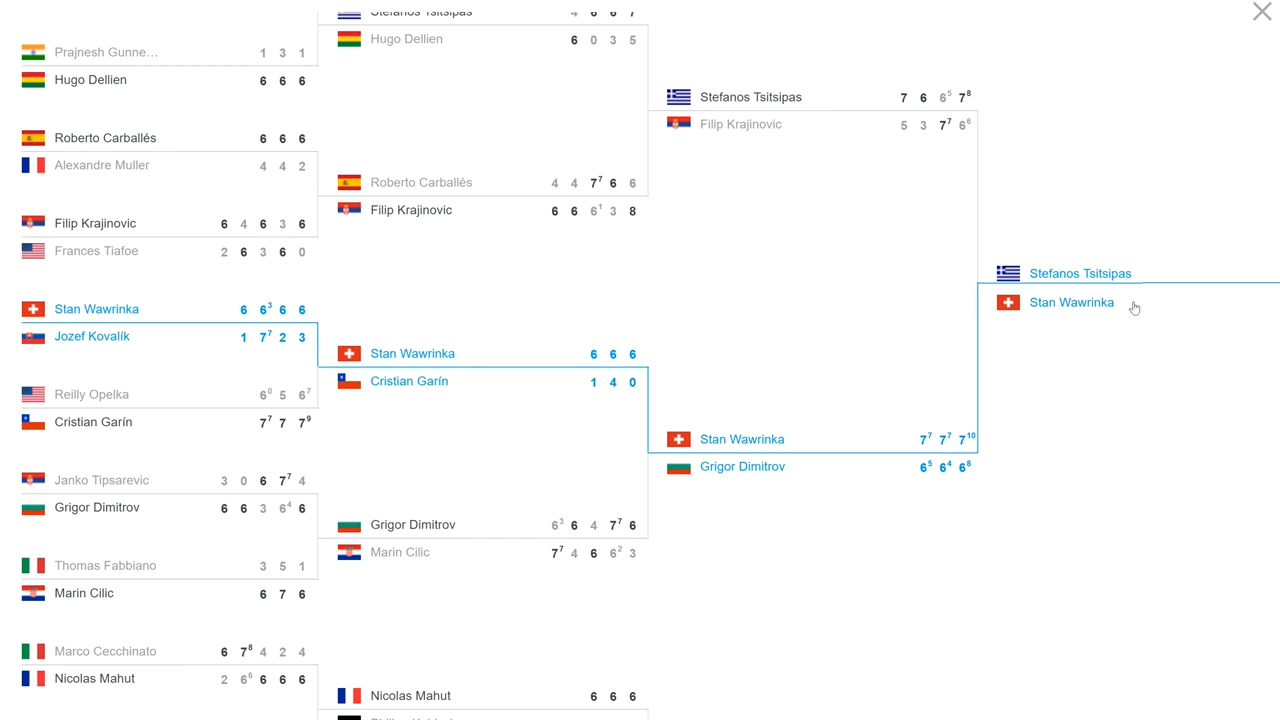 Stefanos Tsitsipas 4 6 6 7
Hugo Dellien 6 0 3 5
Prajnesh Gunne... 1 3 1
Hugo Dellien 6 6 6
Roberto Carballés 6 6 6
Alexandre Muller 4 4 2
Filip Krajinovic 6 4 6 3 6
Frances Tiafoe 2 6 3 6 0
Stan Wawrinka 6 6³ 6 6
Jozef Kovalík 1 7⁷ 2 3
Reilly Opelka 6⁰ 5 6⁷
Cristian Garín 7⁷ 7 7⁹
Janko Tipsarevic 3 0 6 7⁷ 4
Grigor Dimitrov 6 6 3 6⁴ 6
Thomas Fabbiano 3 5 1
Marin Cilic 6 7 6
Marco Cecchinato 6 7⁸ 4 2 4
Nicolas Mahut 2 6⁶ 6 6 6
Roberto Carballés 4 4 7⁷ 6 6
Filip Krajinovic 6 6 6¹ 3 8
Stan Wawrinka 6 6 6
Cristian Garín 1 4 0
Grigor Dimitrov 6³ 6 4 7⁷ 6
Marin Cilic 7⁷ 4 6 6² 3
Nicolas Mahut 6 6 6
Stefanos Tsitsipas 7 6 6⁵ 7⁸
Filip Krajinovic 5 3 7⁷ 6⁶
Stan Wawrinka 7⁷ 7⁷ 7¹⁰
Grigor Dimitrov 6⁵ 6⁴ 6⁸
Stefanos Tsitsipas
Stan Wawrinka